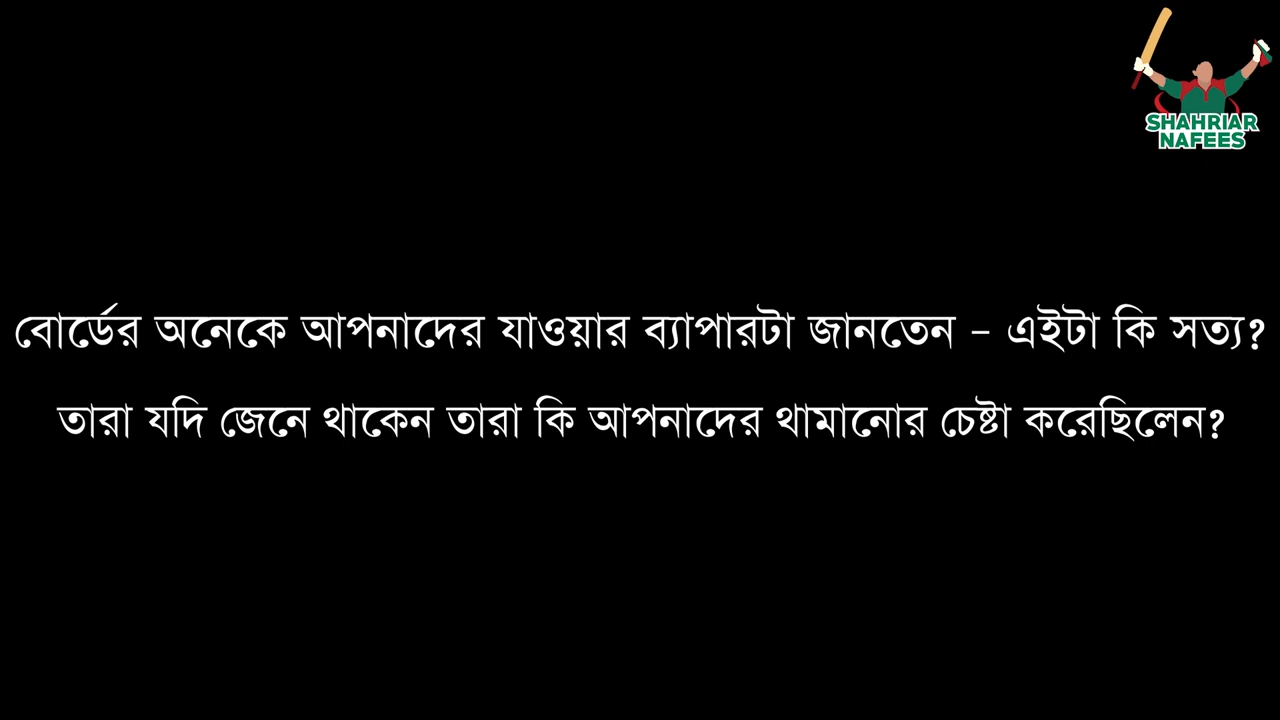 SHAHRIAR
NAFEES
বোর্ডের অনেকে আপনাদের যাওয়ার ব্যাপারটা জানতেন - এইটা কি সত্য?
তারা যদি জেনে থাকেন তারা কি আপনাদের থামানোর চেষ্টা করেছিলেন?